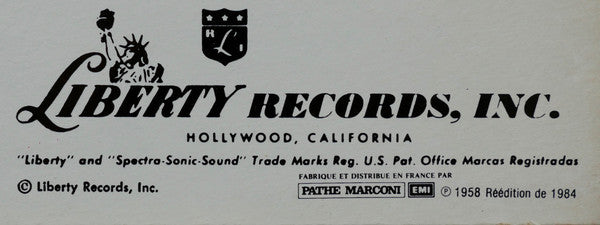 H L I
LIBERTY RECORDS, INC.
HOLLYWOOD, CALIFORNIA
"Liberty" and "Spectra-Sonic-Sound" Trade Marks Reg. U.S. Pat. Office Marcas Registradas
© Liberty Records, Inc.
FABRIQUE ET DISTRIBUE EN FRANCE PAR
PATHE MARCONI EMI ℗ 1958 Réédition de 1984